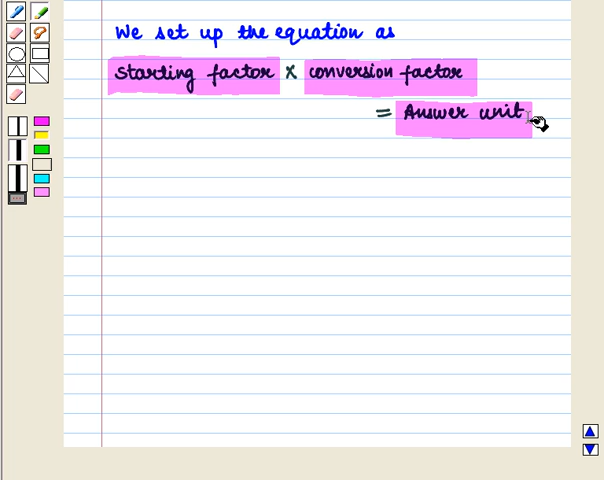 We set up the equation as
starting factor × conversion factor
= Answer unit